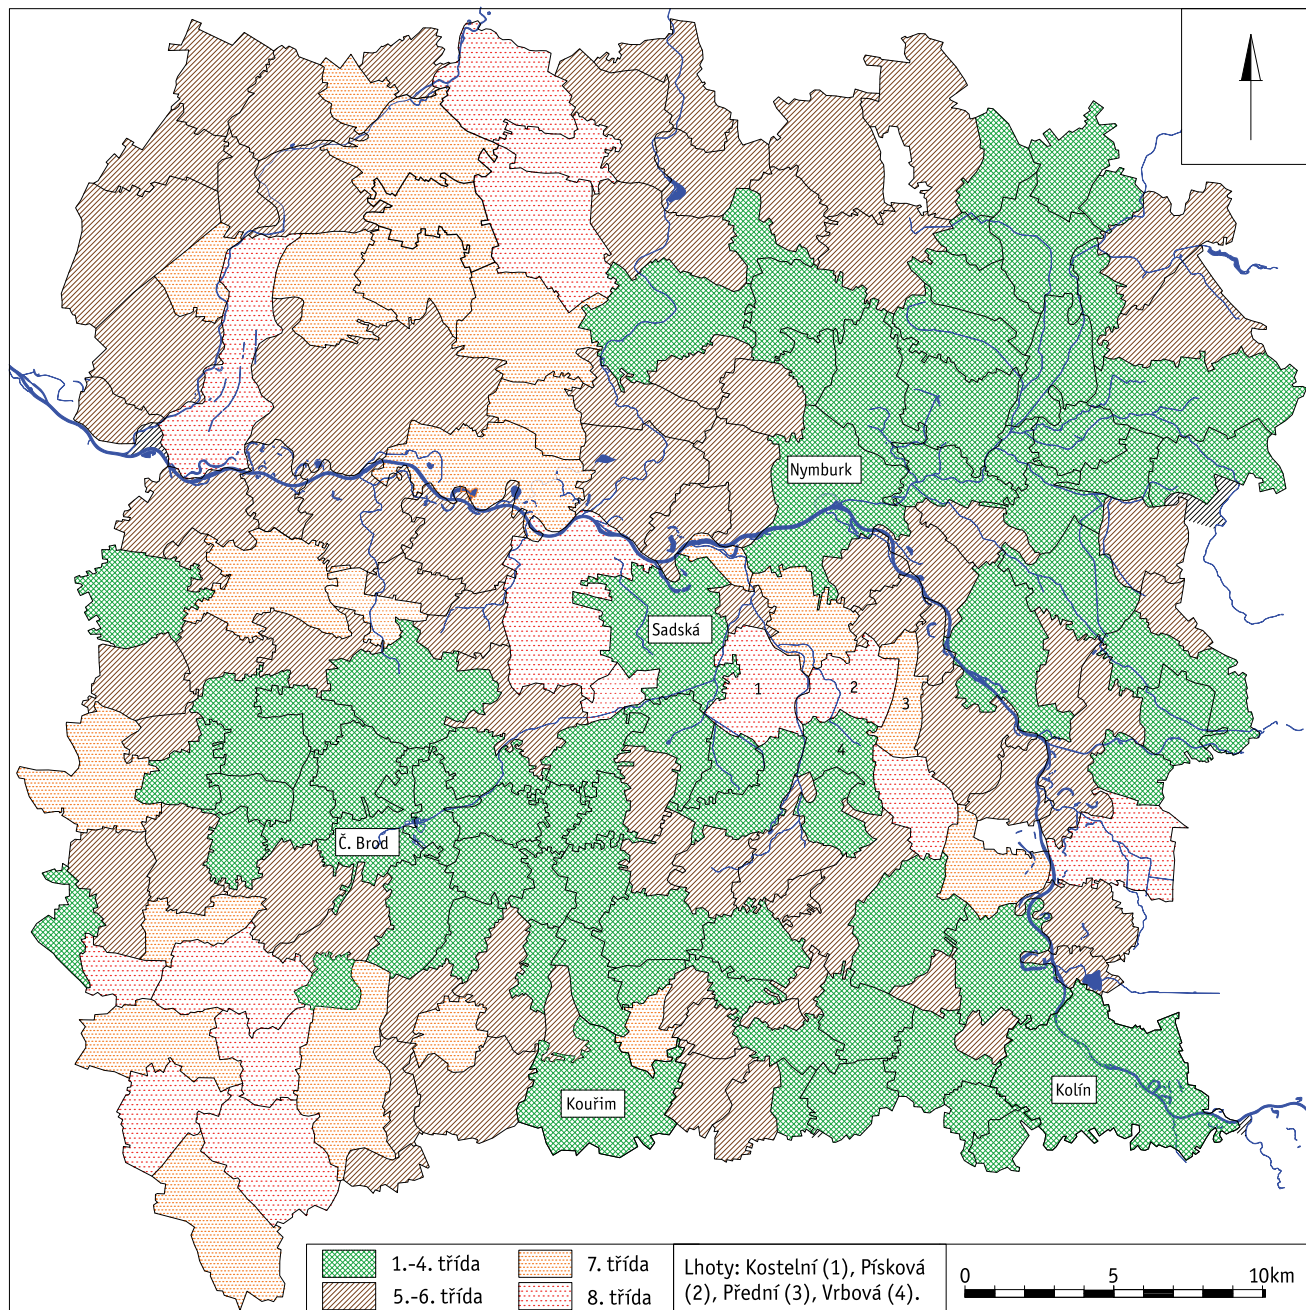 Nymburk
Sadská
1
2
3
4
Č. Brod
Kouřim
Kolín
1.-4. třída
5.-6. třída
7. třída
8. třída
Lhoty: Kostelní (1), Písková
(2), Přední (3), Vrbová (4).
0 5 10km